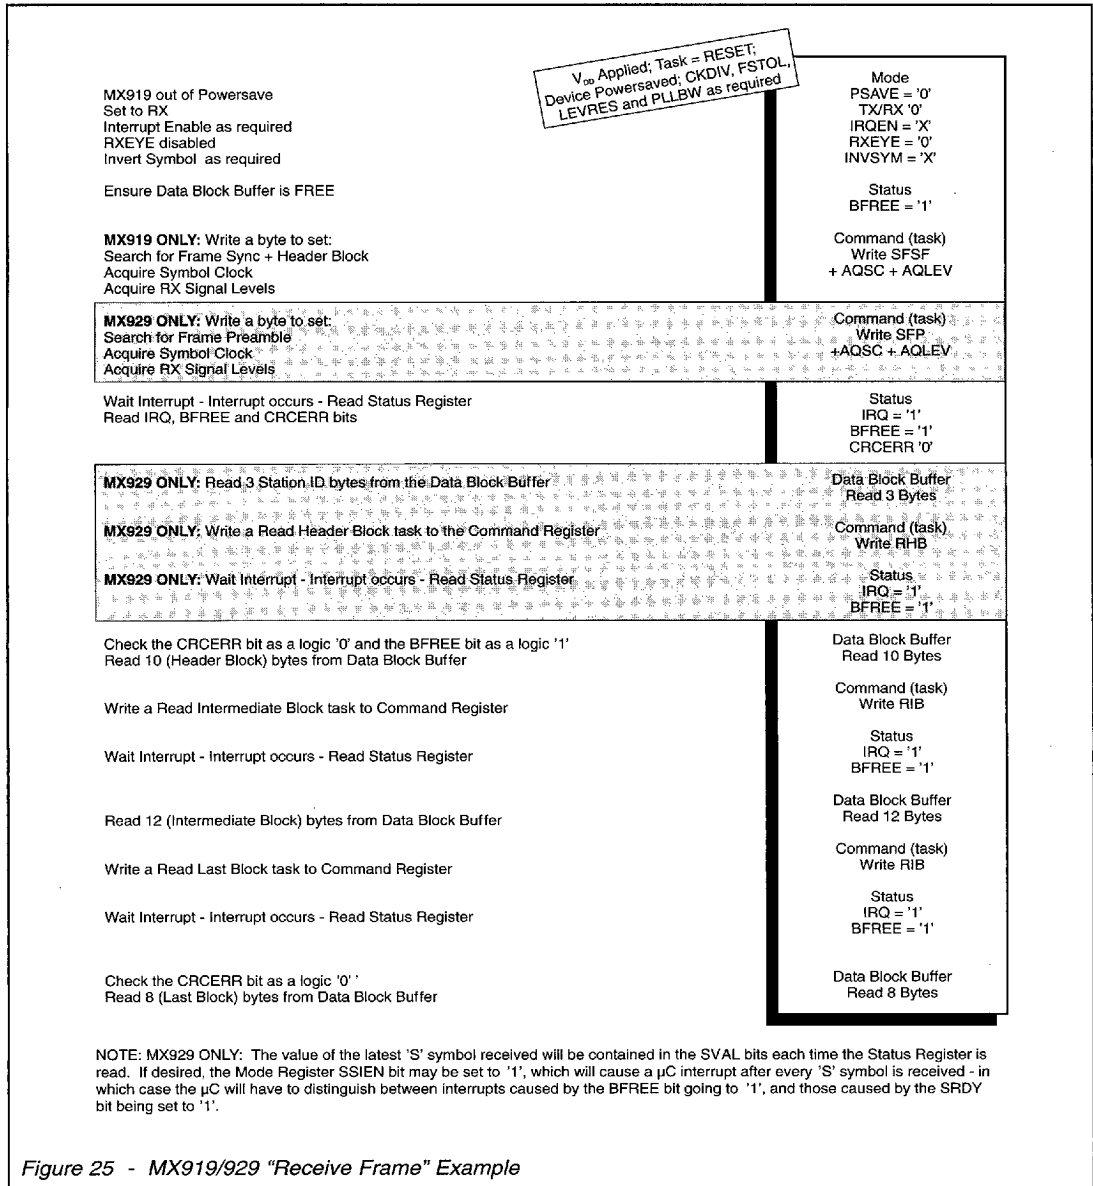 V_DD Applied; Task = RESET;
Device Powersaved; CKDIV, FSTOL,
LEVRES and PLLBW as required
MX919 out of Powersave
Set to RX
Interrupt Enable as required
RXEYE disabled
Invert Symbol as required
Mode
PSAVE = '0'
TX/RX '0'
IRQEN = 'X'
RXEYE = '0'
INVSYM = 'X'
Ensure Data Block Buffer is FREE
Status
BFREE = '1'
MX919 ONLY: Write a byte to set:
Search for Frame Sync + Header Block
Acquire Symbol Clock
Acquire RX Signal Levels
Command (task)
Write SFSF
+ AQSC + AQLEV
MX929 ONLY: Write a byte to set:
Search for Frame Preamble
Acquire Symbol Clock
Acquire RX Signal Levels
Command (task)
Write SFP
+AQSC + AQLEV
Wait Interrupt - Interrupt occurs - Read Status Register
Read IRQ, BFREE and CRCERR bits
Status
IRQ = '1'
BFREE = '1'
CRCERR '0'
MX929 ONLY: Read 3 Station ID bytes from the Data Block Buffer
Data Block Buffer
Read 3 Bytes
MX929 ONLY: Write a Read Header Block task to the Command Register
Command (task)
Write RHB
MX929 ONLY: Wait Interrupt - Interrupt occurs - Read Status Register
Status
IRQ = '1'
BFREE = '1'
Check the CRCERR bit as a logic '0' and the BFREE bit as a logic '1'
Read 10 (Header Block) bytes from Data Block Buffer
Data Block Buffer
Read 10 Bytes
Write a Read Intermediate Block task to Command Register
Command (task)
Write RIB
Wait Interrupt - Interrupt occurs - Read Status Register
Status
IRQ = '1'
BFREE = '1'
Read 12 (Intermediate Block) bytes from Data Block Buffer
Data Block Buffer
Read 12 Bytes
Write a Read Last Block task to Command Register
Command (task)
Write RIB
Wait Interrupt - Interrupt occurs - Read Status Register
Status
IRQ = '1'
BFREE = '1'
Check the CRCERR bit as a logic '0' '
Read 8 (Last Block) bytes from Data Block Buffer
Data Block Buffer
Read 8 Bytes
NOTE: MX929 ONLY: The value of the latest 'S' symbol received will be contained in the SVAL bits each time the Status Register is
read. If desired, the Mode Register SSIEN bit may be set to '1', which will cause a µC interrupt after every 'S' symbol is received - in
which case the µC will have to distinguish between interrupts caused by the BFREE bit going to '1', and those caused by the SRDY
bit being set to '1'.
Figure 25 - MX919/929 "Receive Frame" Example